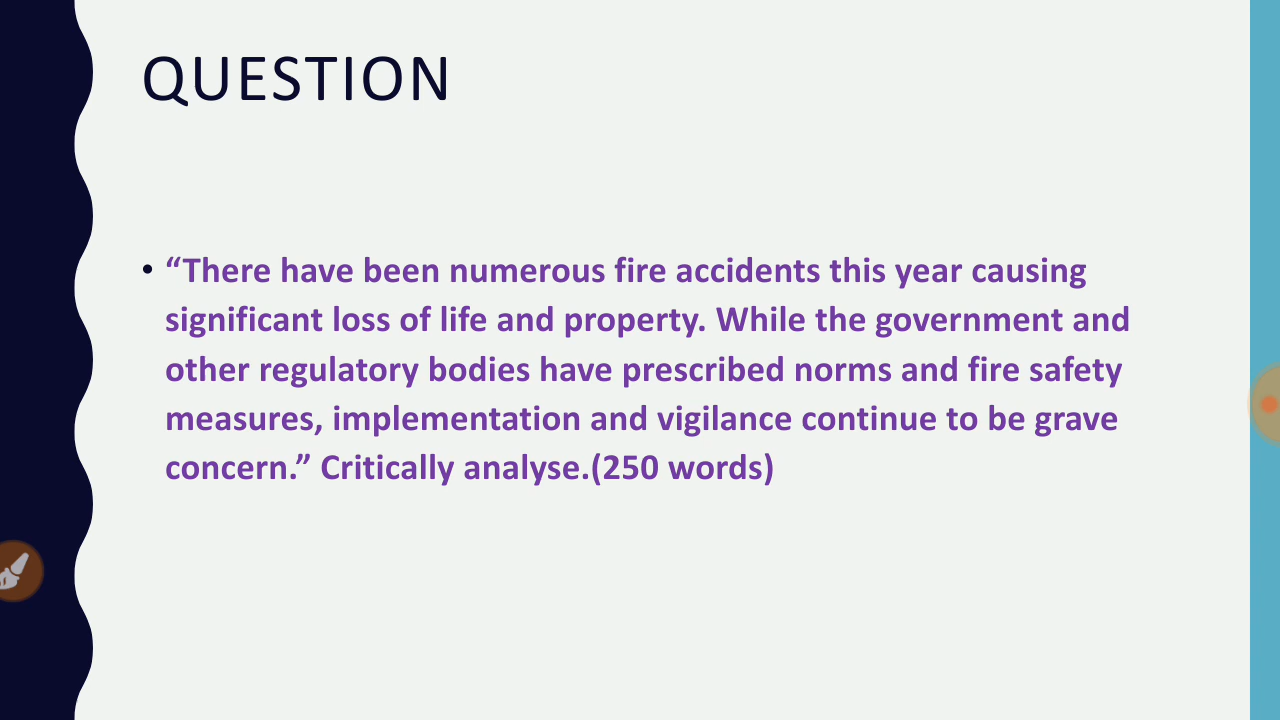 QUESTION
• “There have been numerous fire accidents this year causing
significant loss of life and property. While the government and
other regulatory bodies have prescribed norms and fire safety
measures, implementation and vigilance continue to be grave
concern.” Critically analyse.(250 words)